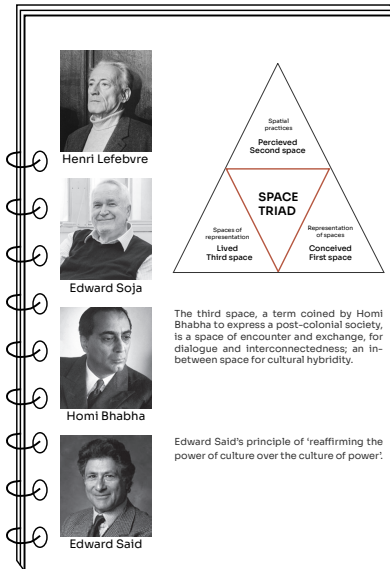 Henri Lefebvre
Edward Soja
Homi Bhabha
Edward Said
Spatial
practices
Percieved
Second space
SPACE
TRIAD
Spaces of
representation
Lived
Third space
Representation
of spaces
Conceived
First space
The third space, a term coined by Homi
Bhabha to express a post-colonial society,
is a space of encounter and exchange, for
dialogue and interconnectedness; an in-
between space for cultural hybridity.
Edward Said's principle of ‘reaffirming the
power of culture over the culture of power’.